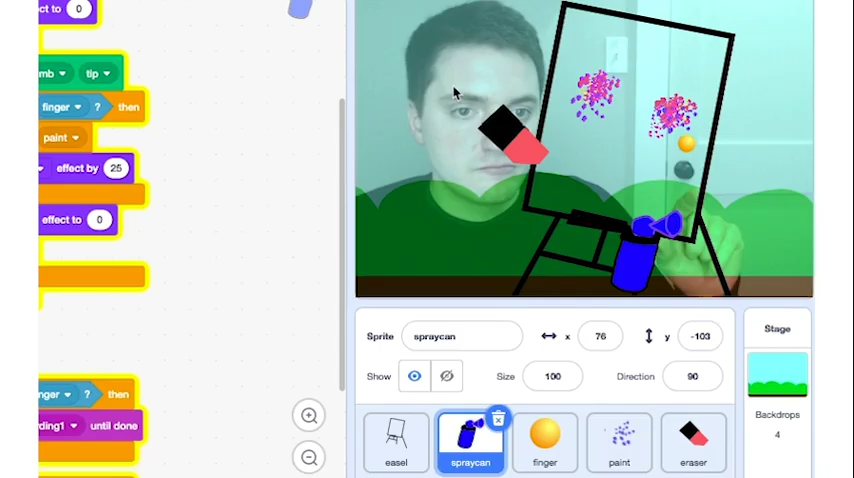 ct to 0
mb tip
finger ? then
paint
effect by 25
effect to 0
nger ? then
ding1 until done
Sprite spraycan x 76 y -103
Show Size 100 Direction 90
Stage
Backdrops
4
easel spraycan finger paint eraser